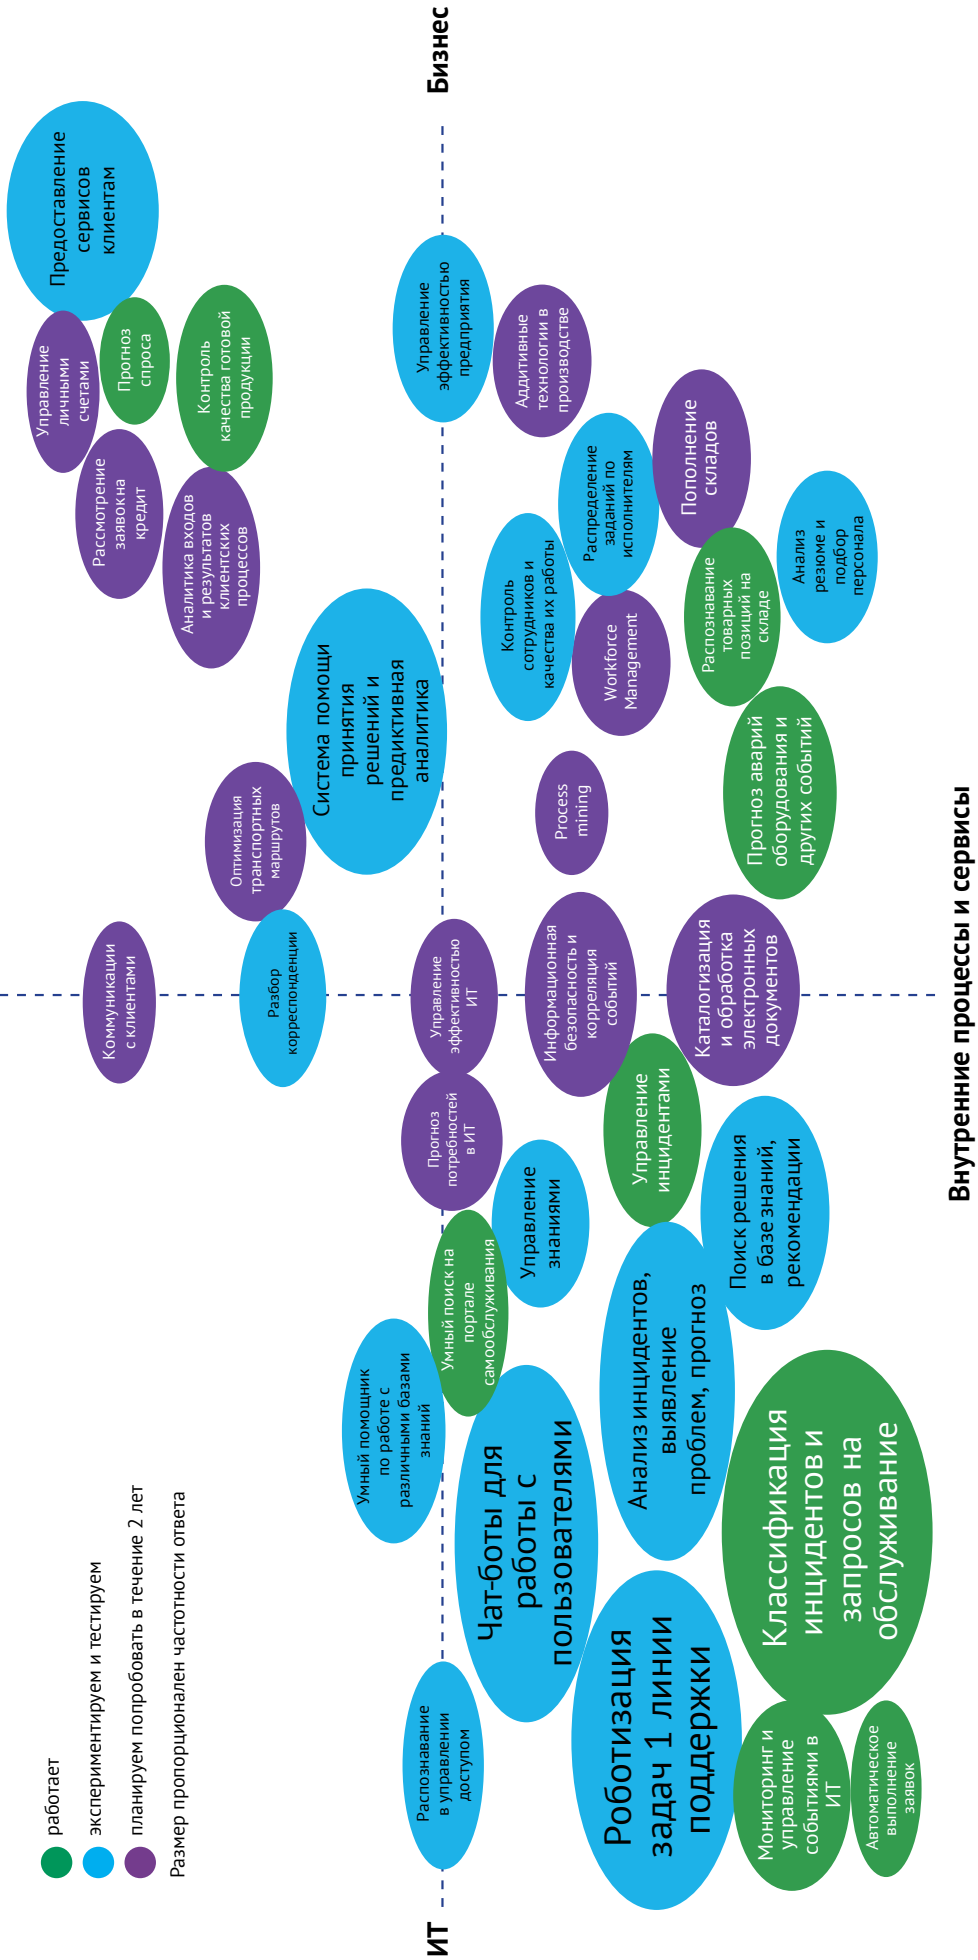 работает
экспериментируем и тестируем
планируем попробовать в течение 2 лет
Размер пропорционален частотности ответа
Коммуникации
с клиентами
Рассмотрение
заявок на
кредит
Управление
личными
счетами
Предоставление
сервисов
клиентам
Прогноз
спроса
Аналитика входов
и результатов
клиентских
процессов
Контроль
качества готовой
продукции
Разбор
корреспонденции
Оптимизация
транспортных
маршрутов
Система помощи
принятия
решений и
предиктивная
аналитика
Умный помощник
по работе с
различными базами
знаний
ИТ
Распознавание
в управлении
доступом
Умный поиск на
портале
самообслуживания
Прогноз
потребностей
в ИТ
Управление
эффективностью
ИТ
Управление
эффективностью
предприятия
Бизнес
Чат-боты для
работы с
пользователями
Управление
знаниями
Информационная
безопасность и
корреляция
событий
Process
mining
Контроль
сотрудников и
качества их работы
Аддитивные
технологии в
производстве
Workforce
Management
Распределение
заданий по
исполнителям
Роботизация
задач 1 линии
поддержки
Анализ инцидентов,
выявление
проблем, прогноз
Управление
инцидентами
Каталогизация
и обработка
электронных
документов
Распознавание
товарных
позиций на
складе
Пополнение
складов
Мониторинг и
управление
событиями в
ИТ
Классификация
инцидентов и
запросов на
обслуживание
Поиск решения
в базе знаний,
рекомендации
Прогноз аварий
оборудования и
других событий
Анализ
резюме и
подбор
персонала
Автоматическое
выполнение
заявок
Внутренние процессы и сервисы